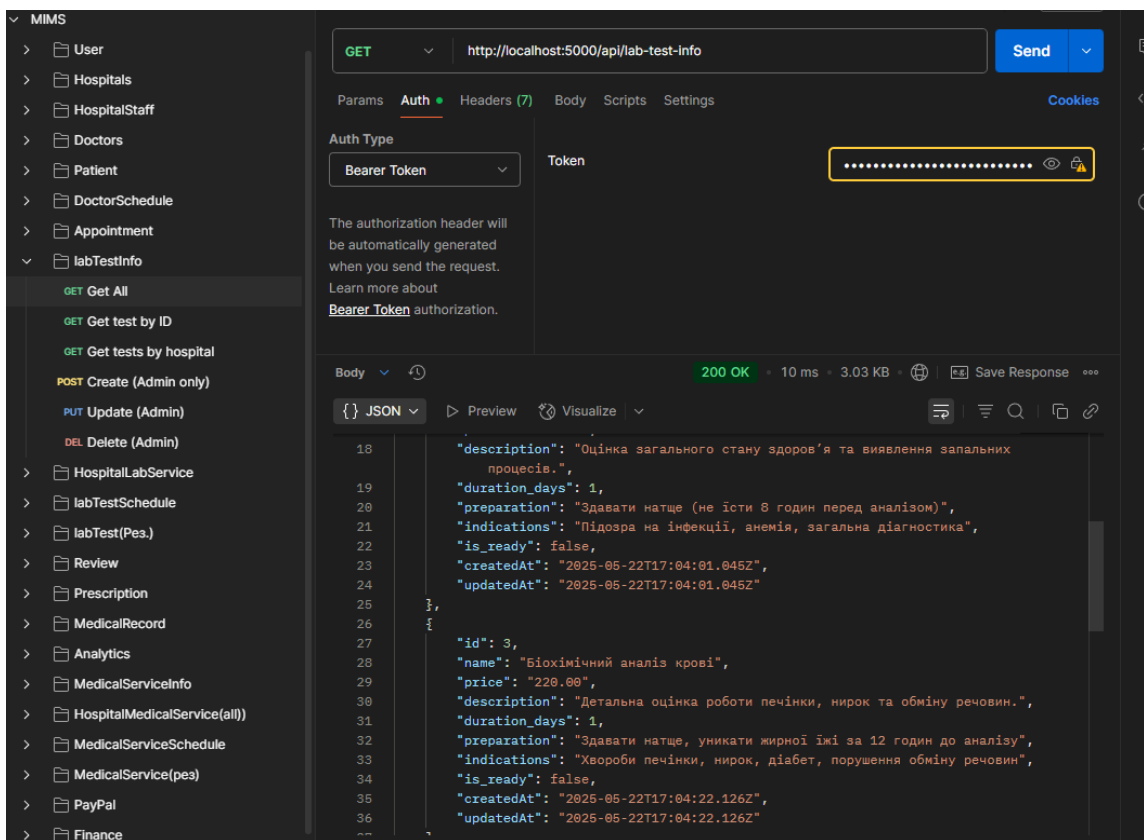 MIMS
User
Hospitals
HospitalStaff
Doctors
Patient
DoctorSchedule
Appointment
labTestInfo
GET Get All
GET Get test by ID
GET Get tests by hospital
POST Create (Admin only)
PUT Update (Admin)
DEL Delete (Admin)
HospitalLabService
labTestSchedule
labTest(Рез.)
Review
Prescription
MedicalRecord
Analytics
MedicalServiceInfo
HospitalMedicalService(all))
MedicalServiceSchedule
MedicalService(рез)
PayPal
Finance
GET http://localhost:5000/api/lab-test-info Send
Params Auth Headers (7) Body Scripts Settings Cookies
Auth Type
Bearer Token
The authorization header will
be automatically generated
when you send the request.
Learn more about
Bearer Token authorization.
Token
Body 200 OK 10 ms 3.03 KB e.g. Save Response
{} JSON Preview Visualize
18 "description": "Оцінка загального стану здоров’я та виявлення запальних
процесів.",
19 "duration_days": 1,
20 "preparation": "Здавати натще (не їсти 8 годин перед аналізом)",
21 "indications": "Підозра на інфекції, анемія, загальна діагностика",
22 "is_ready": false,
23 "createdAt": "2025-05-22T17:04:01.045Z",
24 "updatedAt": "2025-05-22T17:04:01.045Z"
25 },
26 {
27 "id": 3,
28 "name": "Біохімічний аналіз крові",
29 "price": "220.00",
30 "description": "Детальна оцінка роботи печінки, нирок та обміну речовин.",
31 "duration_days": 1,
32 "preparation": "Здавати натще, уникати жирної їжі за 12 годин до аналізу",
33 "indications": "Хвороби печінки, нирок, діабет, порушення обміну речовин",
34 "is_ready": false,
35 "createdAt": "2025-05-22T17:04:22.126Z",
36 "updatedAt": "2025-05-22T17:04:22.126Z"